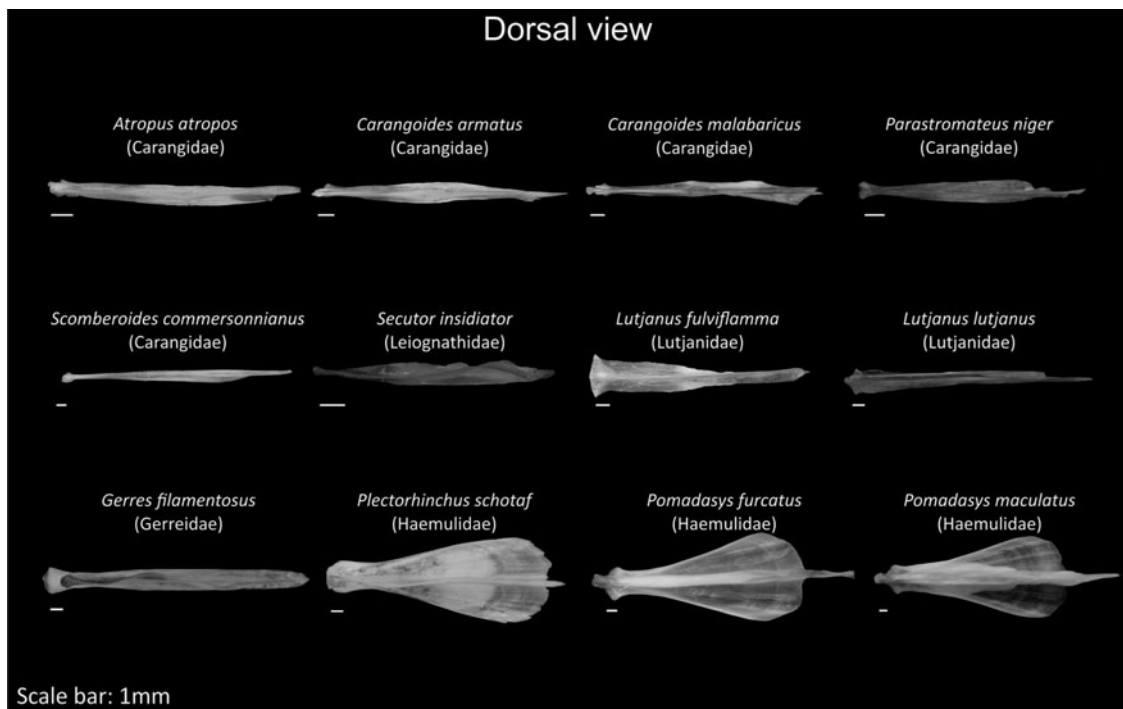 Dorsal view
Atropus atropos
(Carangidae)
Carangoides armatus
(Carangidae)
Carangoides malabaricus
(Carangidae)
Parastromateus niger
(Carangidae)
Scomberoides commersonnianus
(Carangidae)
Secutor insidiator
(Leiognathidae)
Lutjanus fulviflamma
(Lutjanidae)
Lutjanus lutjanus
(Lutjanidae)
Gerres filamentosus
(Gerreidae)
Plectorhinchus schotaf
(Haemulidae)
Pomadasys furcatus
(Haemulidae)
Pomadasys maculatus
(Haemulidae)
Scale bar: 1mm